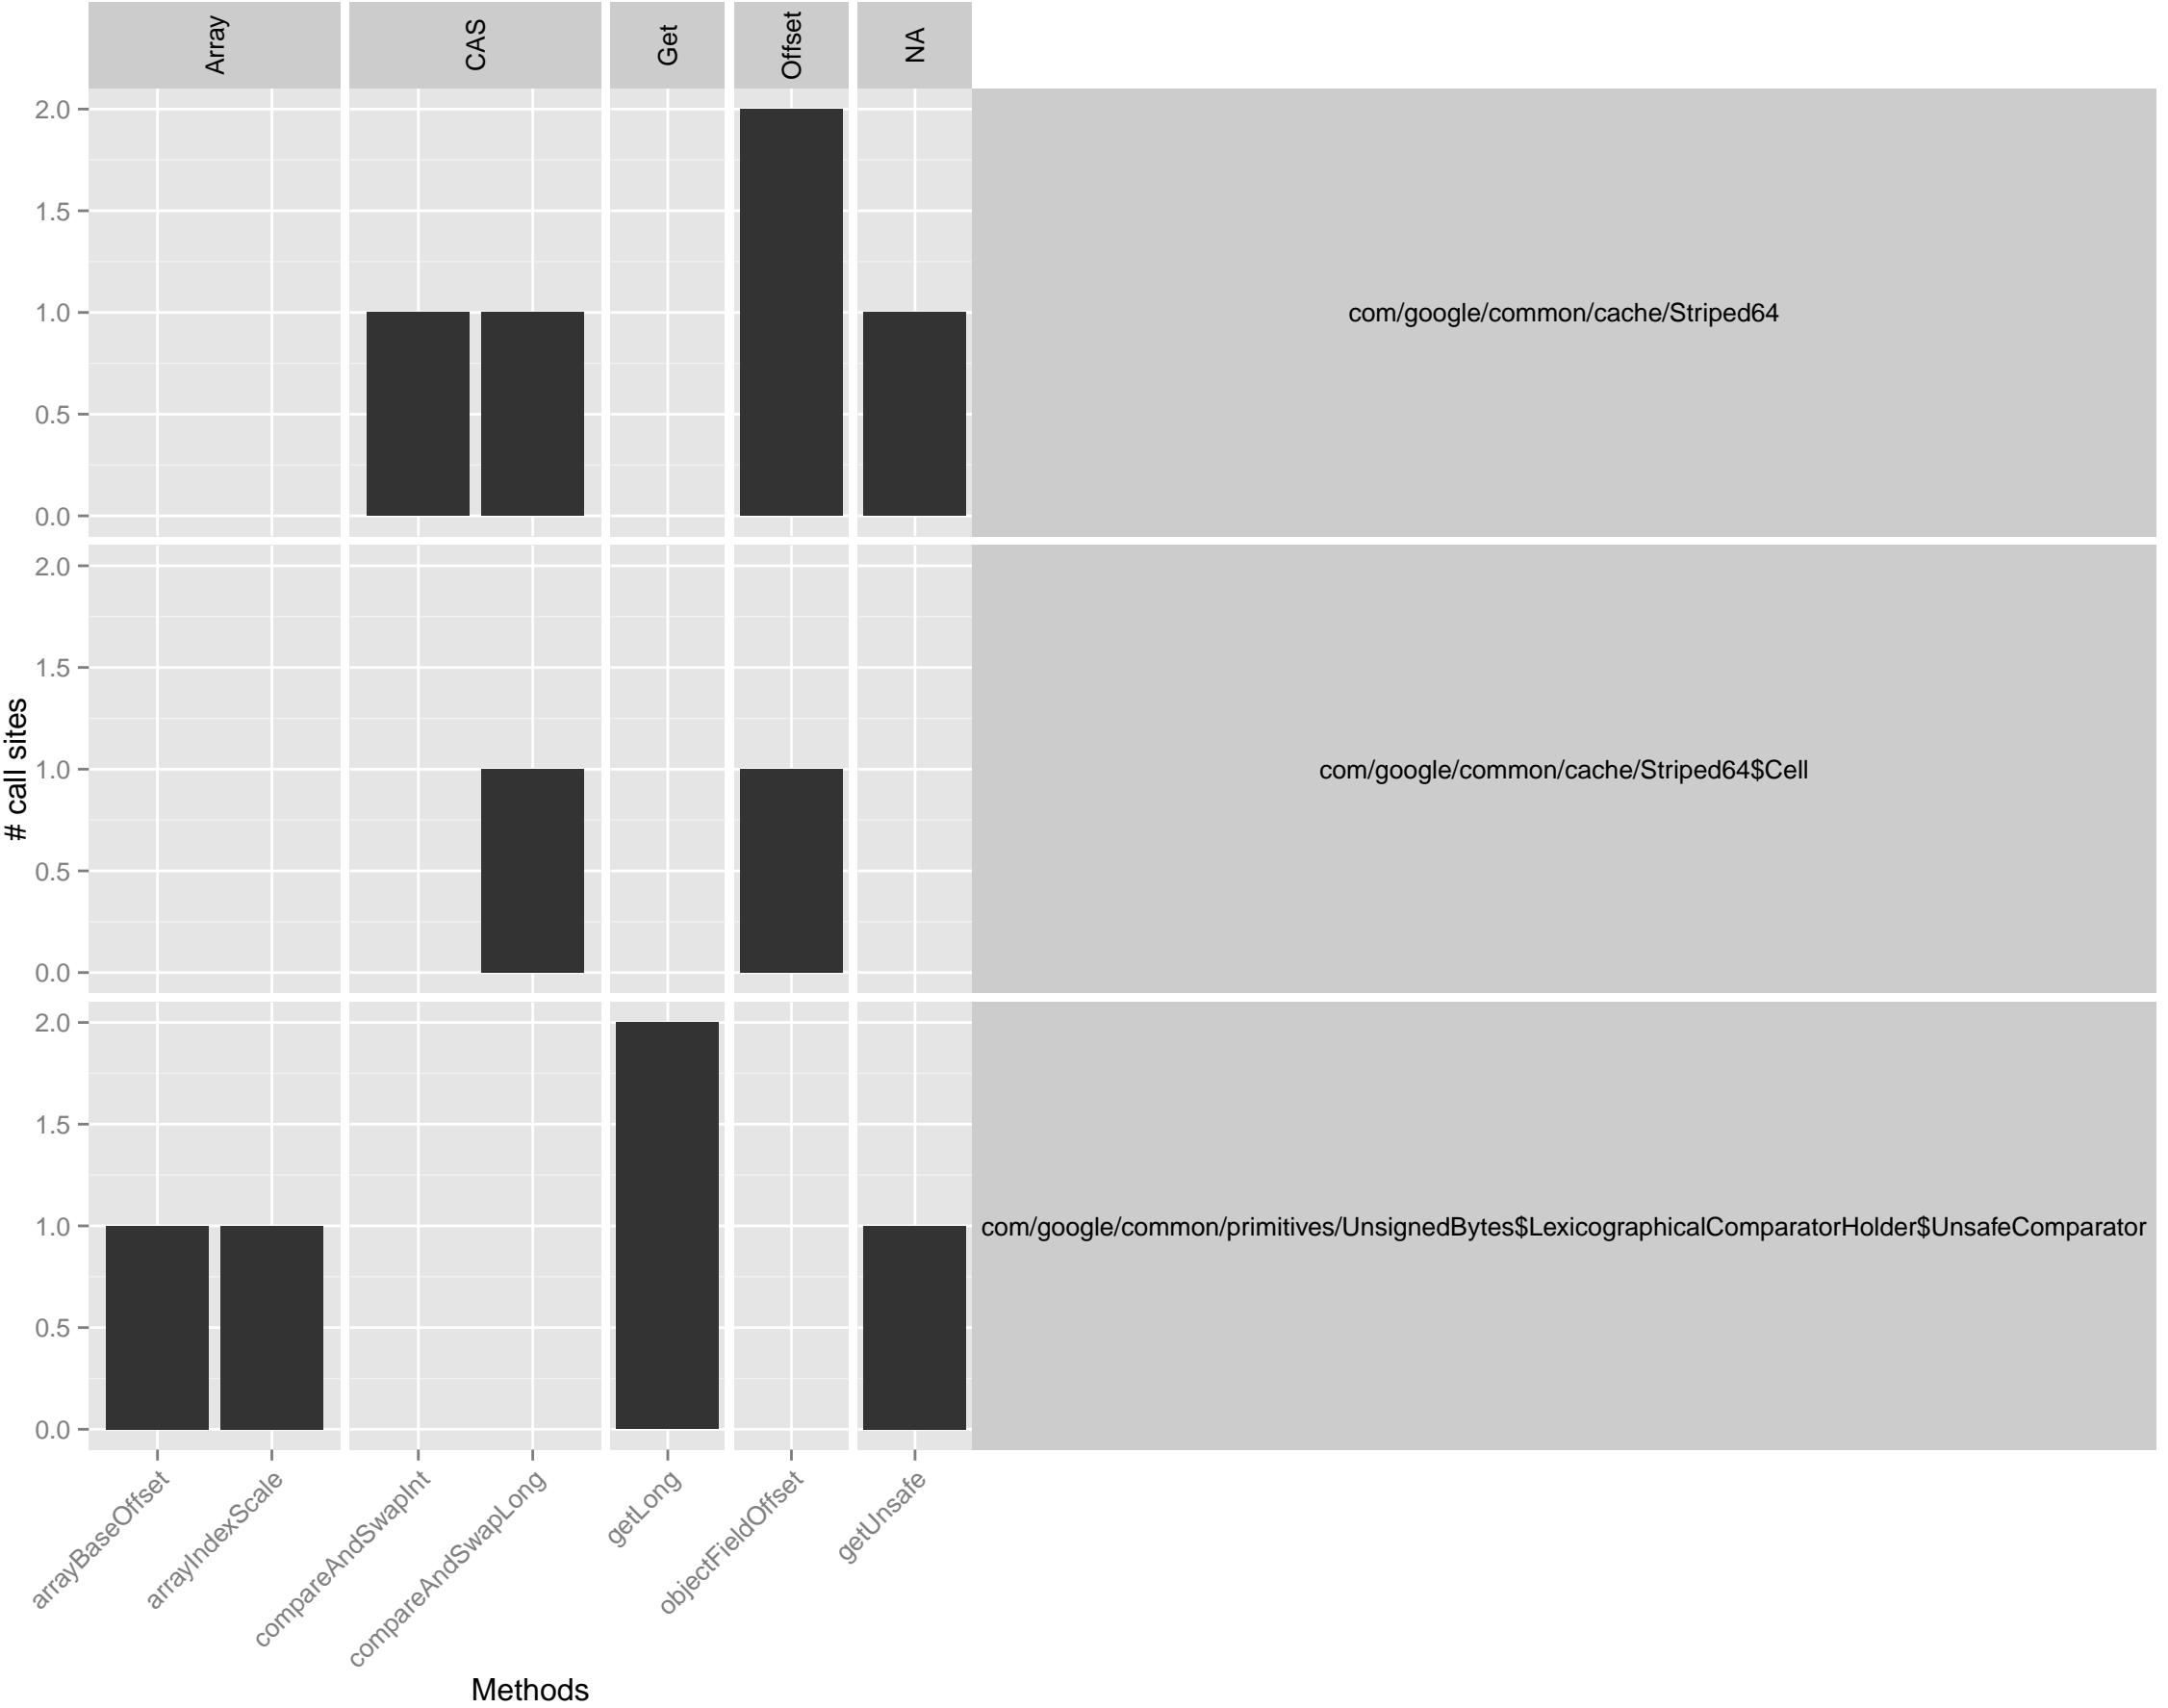 Array
CAS
Get
Offset
NA
2.0
1.5
1.0
0.5
0.0
com/google/common/cache/Striped64
2.0
1.5
1.0
0.5
0.0
com/google/common/cache/Striped64$Cell
2.0
1.5
1.0
0.5
0.0
com/google/common/primitives/UnsignedBytes$LexicographicalComparatorHolder$UnsafeComparator
# call sites
arrayBaseOffset
arrayIndexScale
compareAndSwapInt
compareAndSwapLong
getLong
objectFieldOffset
getUnsafe
Methods